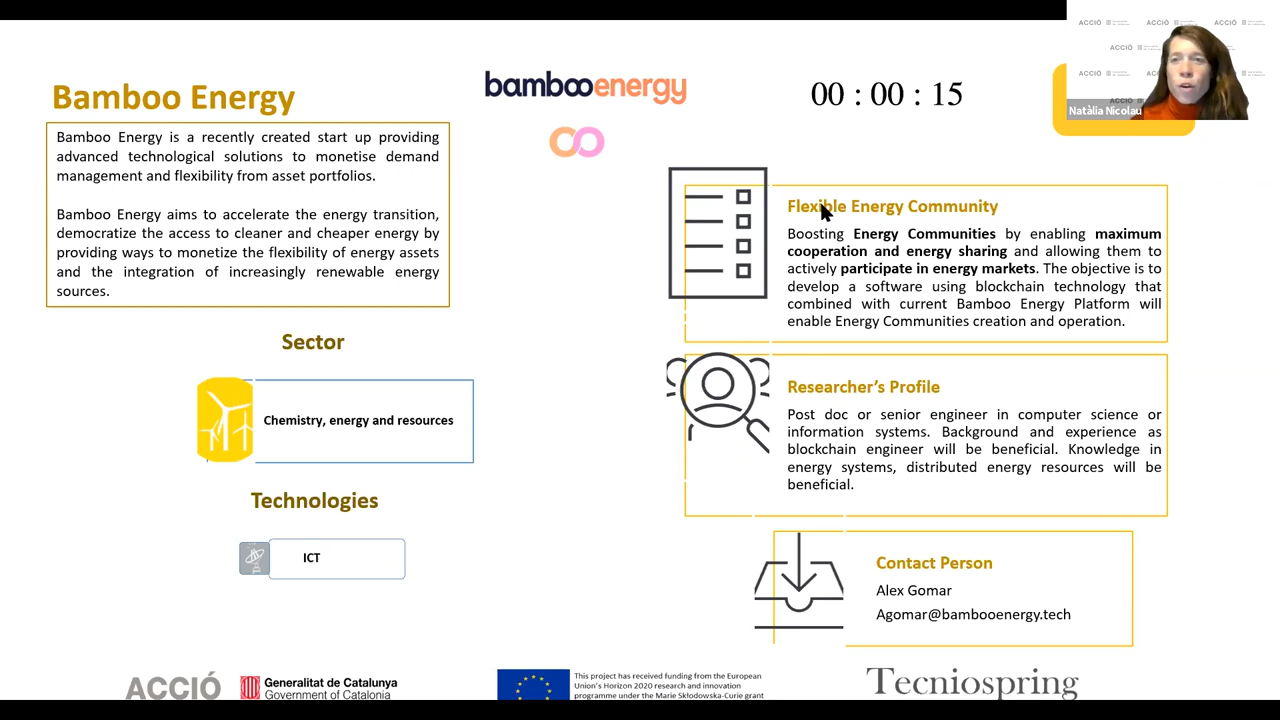 Bamboo Energy
Bamboo Energy is a recently created start up providing
advanced technological solutions to monetise demand
management and flexibility from asset portfolios.
Bamboo Energy aims to accelerate the energy transition,
democratize the access to cleaner and cheaper energy by
providing ways to monetize the flexibility of energy assets
and the integration of increasingly renewable energy
sources.
Sector
Chemistry, energy and resources
Technologies
ICT
bambooenergy
00 : 00 : 15
ACCIÓ ACCIÓ ACCIÓ
ACCIÓ
ACCIÓ ACCIÓ
ACCIÓ
Natàlia Nicolau
Flexible Energy Community
Boosting Energy Communities by enabling maximum
cooperation and energy sharing and allowing them to
actively participate in energy markets. The objective is to
develop a software using blockchain technology that
combined with current Bamboo Energy Platform will
enable Energy Communities creation and operation.
Researcher's Profile
Post doc or senior engineer in computer science or
information systems. Background and experience as
blockchain engineer will be beneficial. Knowledge in
energy systems, distributed energy resources will be
beneficial.
Contact Person
Alex Gomar
Agomar@bambooenergy.tech
ACCIÓ
Generalitat de Catalunya
Government of Catalonia
This project has received funding from the European
Union's Horizon 2020 research and innovation
programme under the Marie Skłodowska-Curie grant
Tecniospring